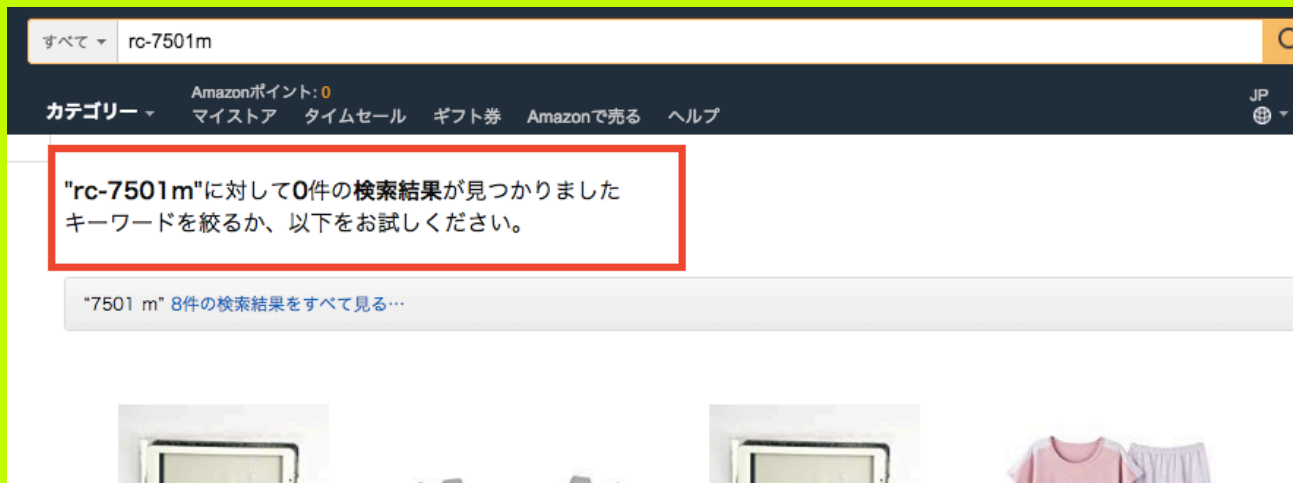 すべて rc-7501m
Amazonポイント: 0
カテゴリー マイストア タイムセール ギフト券 Amazonで売る ヘルプ
JP
"rc-7501m"に対して0件の検索結果が見つかりました
キーワードを絞るか、以下をお試しください。
“7501 m” 8件の検索結果をすべて見る…